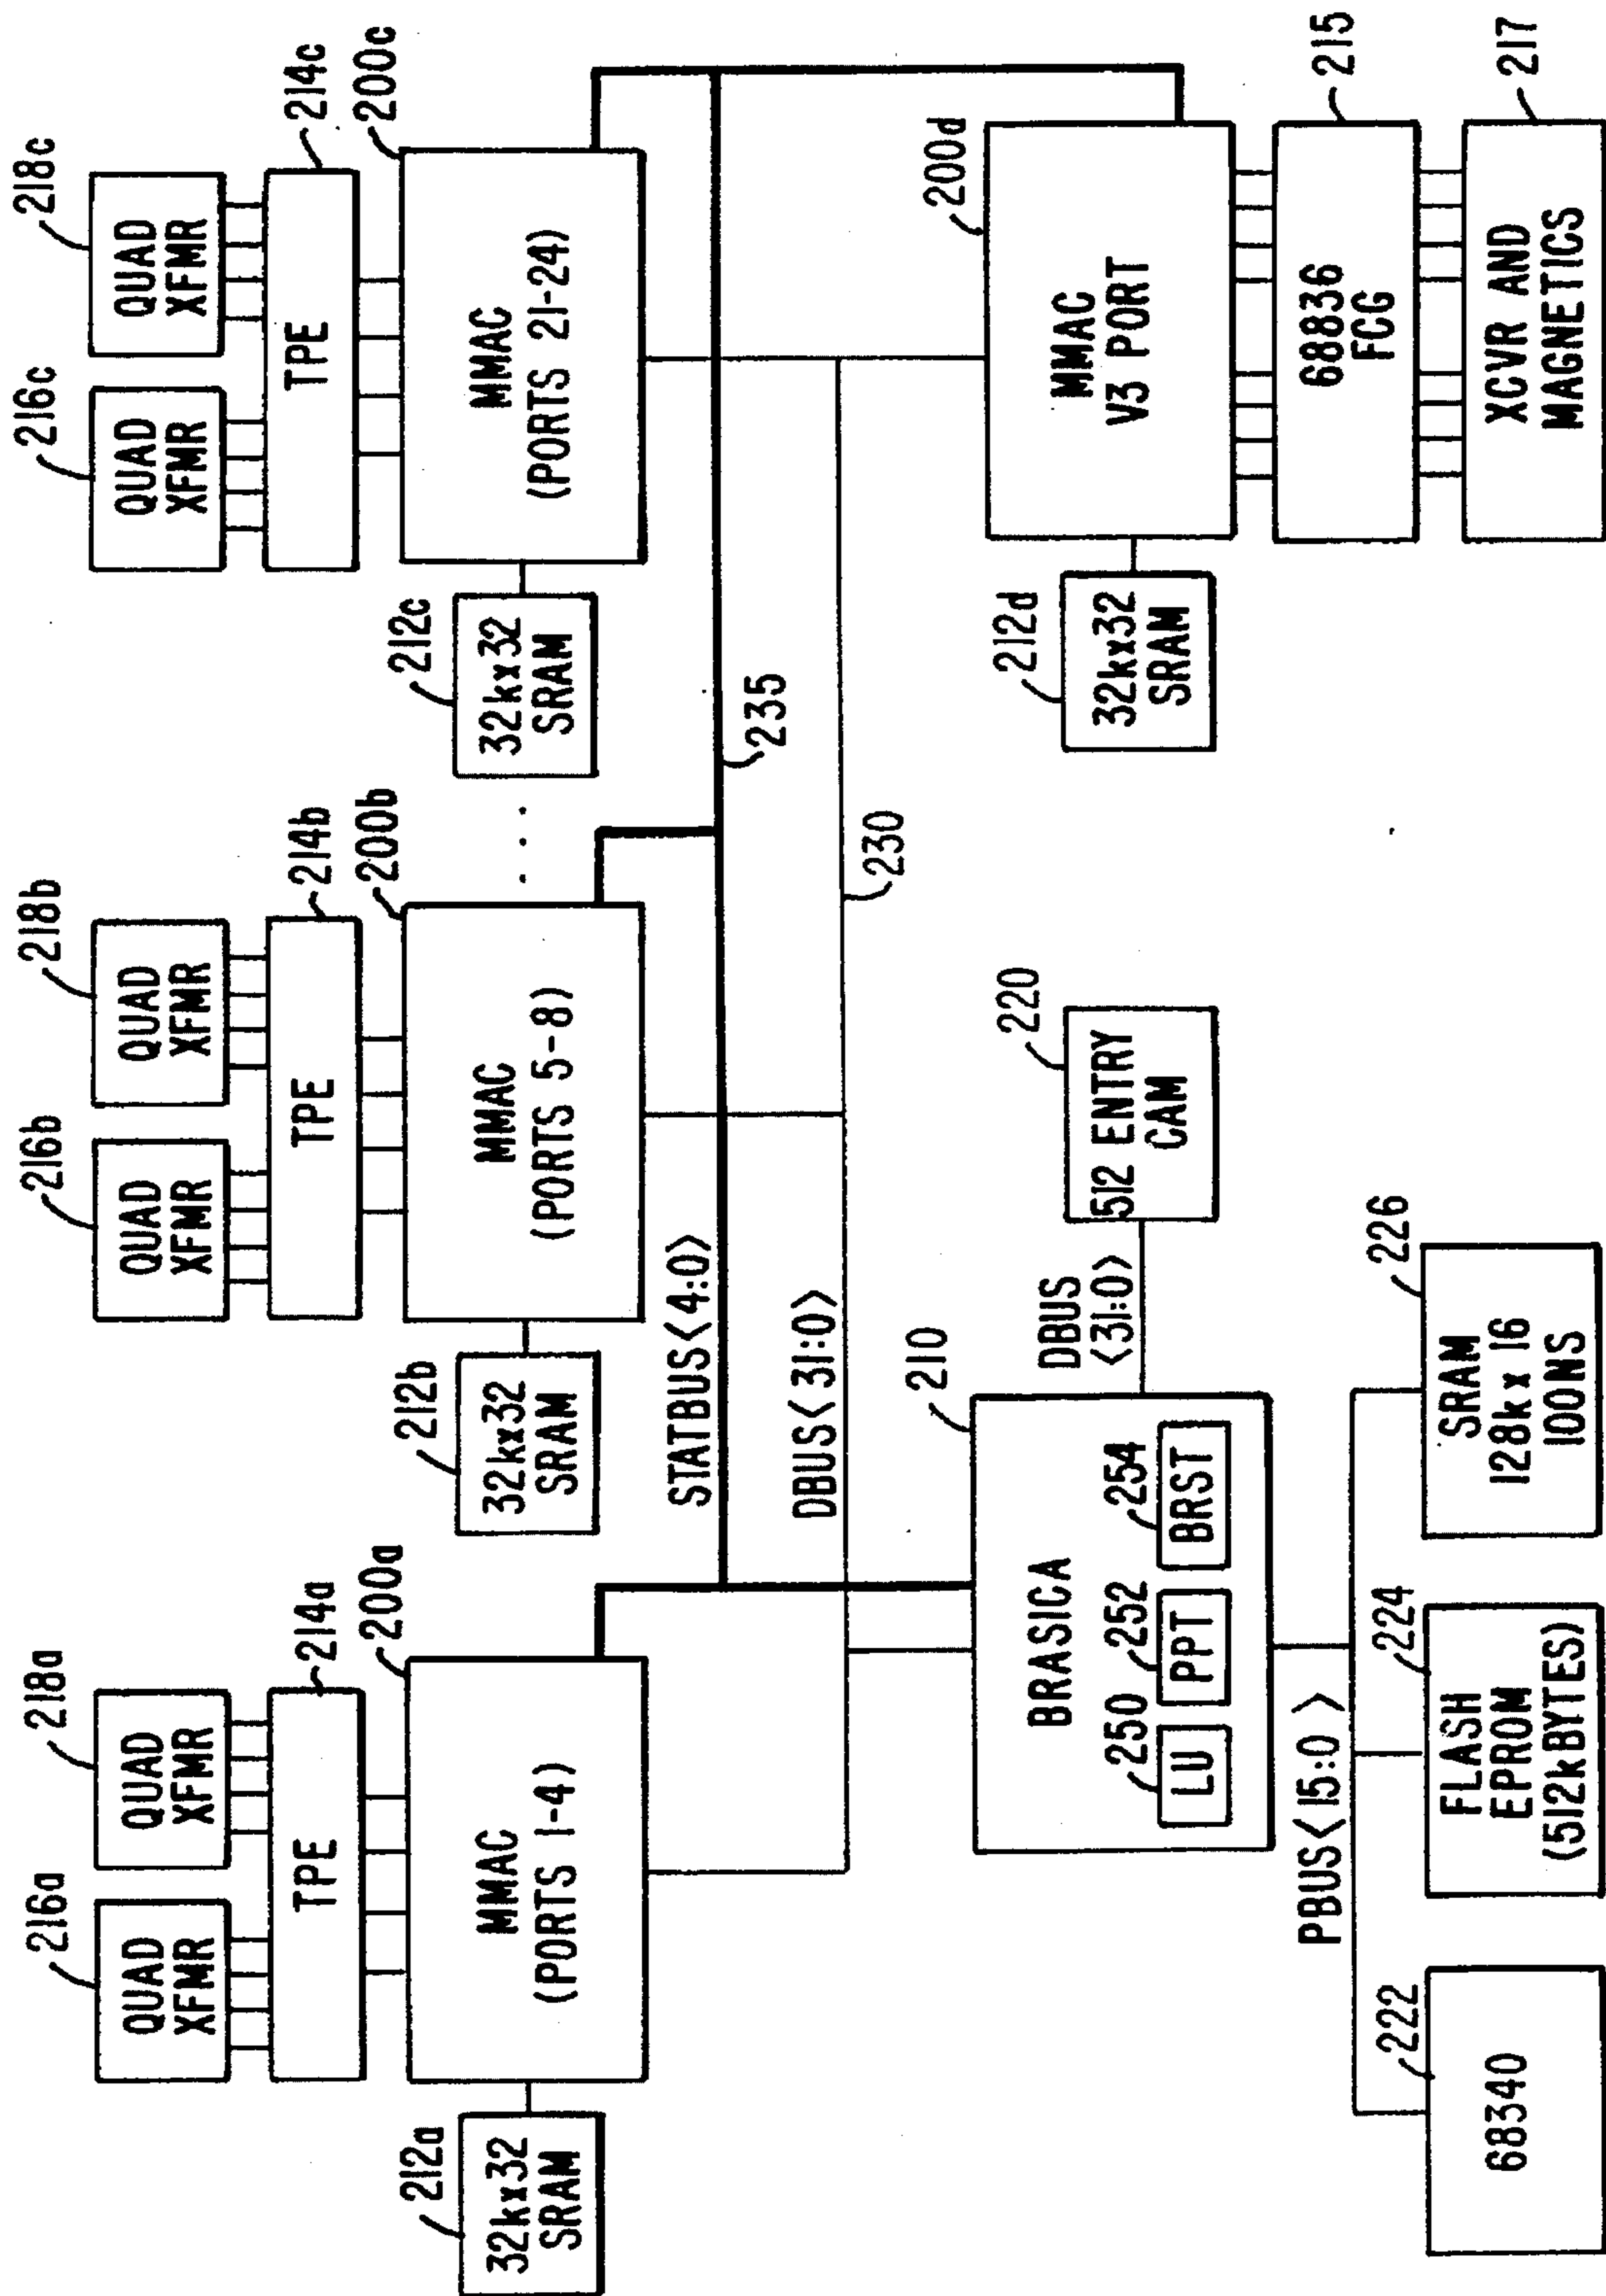 216a
218a
216b
218b
216c
218c
QUAD
XFMR
QUAD
XFMR
QUAD
XFMR
QUAD
XFMR
QUAD
XFMR
QUAD
XFMR
214a
214b
214c
TPE
TPE
TPE
200a
200b
200c
212a
32kx32
SRAM
MMAC
(PORTS 1-4)
212b
32kx32
SRAM
MMAC
(PORTS 5-8)
. . .
212c
32kx32
SRAM
MMAC
(PORTS 21-24)
STATBUS<4:0>
235
DBUS<31:0>
230
210
BRASICA
250
252
254
LU
PPT
BRST
DBUS
<31:0>
220
512 ENTRY
CAM
200d
212d
32kx32
SRAM
MMAC
V3 PORT
215
68836
FCG
217
XCVR AND
MAGNETICS
PBUS<15:0>
222
68340
224
FLASH
EPROM
(512kBYTES)
226
SRAM
128k x 16
100NS